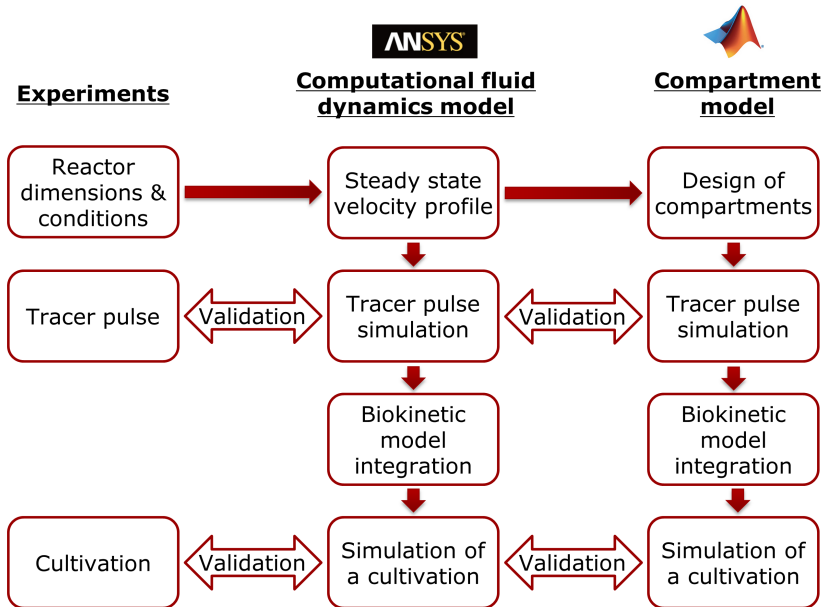 ANSYS
Experiments
Computational fluid
dynamics model
Compartment
model
Reactor
dimensions &
conditions
Steady state
velocity profile
Design of
compartments
Tracer pulse
Validation
Tracer pulse
simulation
Validation
Tracer pulse
simulation
Biokinetic
model
integration
Biokinetic
model
integration
Cultivation
Validation
Simulation of
a cultivation
Validation
Simulation of
a cultivation